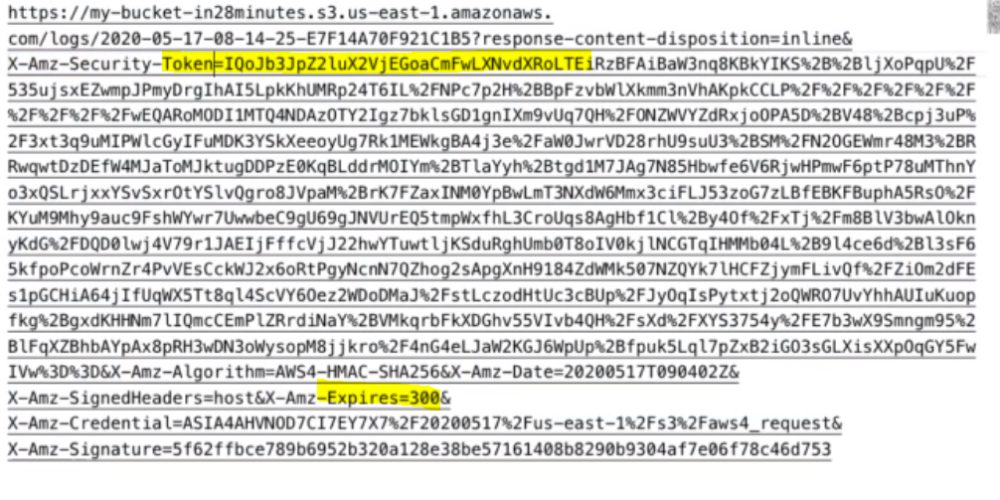 https://my-bucket-in28minutes.s3.us-east-1.amazonaws.
com/logs/2020-05-17-08-14-25-E7F14A70F921C1B5?response-content-disposition=inline&
X-Amz-Security-Token=IQoJb3JpZ2luX2VjEGoaCmFwLXNvdXRoLTEiRzBFAiBaW3nq8KBkYIKS%2B%2BljXoPqpU%2F
535ujsxEZwmpJPmyDrgIhAI5LpkKhUMRp24T6IL%2FNPc7p2H%2BBpFzvbWlXkmm3nVhAKpkCCLP%2F%2F%2F%2F%2F%2F
%2F%2F%2F%2FwEQARoMODI1MTQ4NDAzOTY2Igz7bklsGD1gnIXm9vUq7QH%2FONZWVYZdRxjoOPA5D%2BV48%2Bcpj3uP%
2F3xt3q9uMIPWlcGyIFuMDK3YSkXeeoyUg7Rk1MEWkgBA4j3e%2FaW0JwrVD28rhU9suU3%2BSM%2FN2OGEWmr48M3%2BR
RwqwtDzDEfW4MJaToMJktugDDPzE0KqBLddrMOIYm%2BTlaYyh%2Btgd1M7JAg7N85Hbwfe6V6RjwHPmwF6ptP78uMThnY
o3xQSLrjxxYSvSxrOtYSlvQgro8JVpaM%2BrK7FZaxINM0YpBwLmT3NXdW6Mmx3ciFLJ53zoG7zLBfEBKFBuphA5RsO%2F
KYuM9Mhy9auc9FshWYwr7UwwbeC9gU69gJNVUrEQ5tmpWxfhL3CroUqs8AgHbf1Cl%2By4Of%2FxTj%2Fm8BlV3bwAlOkn
yKdG%2FDQD0lwj4V79r1JAEIjFffcVjJ22hwYTuwtljKSduRghUmb0T8oIV0kjlNCGTqIHMMb04L%2B9l4ce6d%2Bl3sF6
5kfpoPcoWrnZr4PvVEsCckWJ2x6oRtPgyNcnN7QZhog2sApgXnH9184ZdWMk507NZQYk7lHCFZjymFLivQf%2FZiOm2dFE
s1pGCHiA64jIfUqWX5Tt8ql4ScVY6Oez2WDoDMaJ%2FstLczodHtUc3cBUp%2FJyOqIsPytxtj2oQWRO7UvYhhAUIuKuop
fkg%2BgxdKHHNm7lIQmcCEmPlZRrdiNaY%2BVMkqrbFkXDGhv55VIvb4QH%2FsXd%2FXYS3754y%2FE7b3wX9Smngm95%2
BlFqXZBhbAYpAx8pRH3wDN3oWysopM8jjkro%2F4nG4eLJaW2KGJ6WpUp%2Bfpuk5Lql7pZxB2iGO3sGLXisXXpOqGY5Fw
IVw%3D%3D&X-Amz-Algorithm=AWS4-HMAC-SHA256&X-Amz-Date=20200517T090402Z&
X-Amz-SignedHeaders=host&X-Amz-Expires=300&
X-Amz-Credential=ASIA4AHVNOD7CI7EY7X7%2F20200517%2Fus-east-1%2Fs3%2Faws4_request&
X-Amz-Signature=5f62ffbce789b6952b320a128e38be57161408b8290b9304af7e06f78c46d753